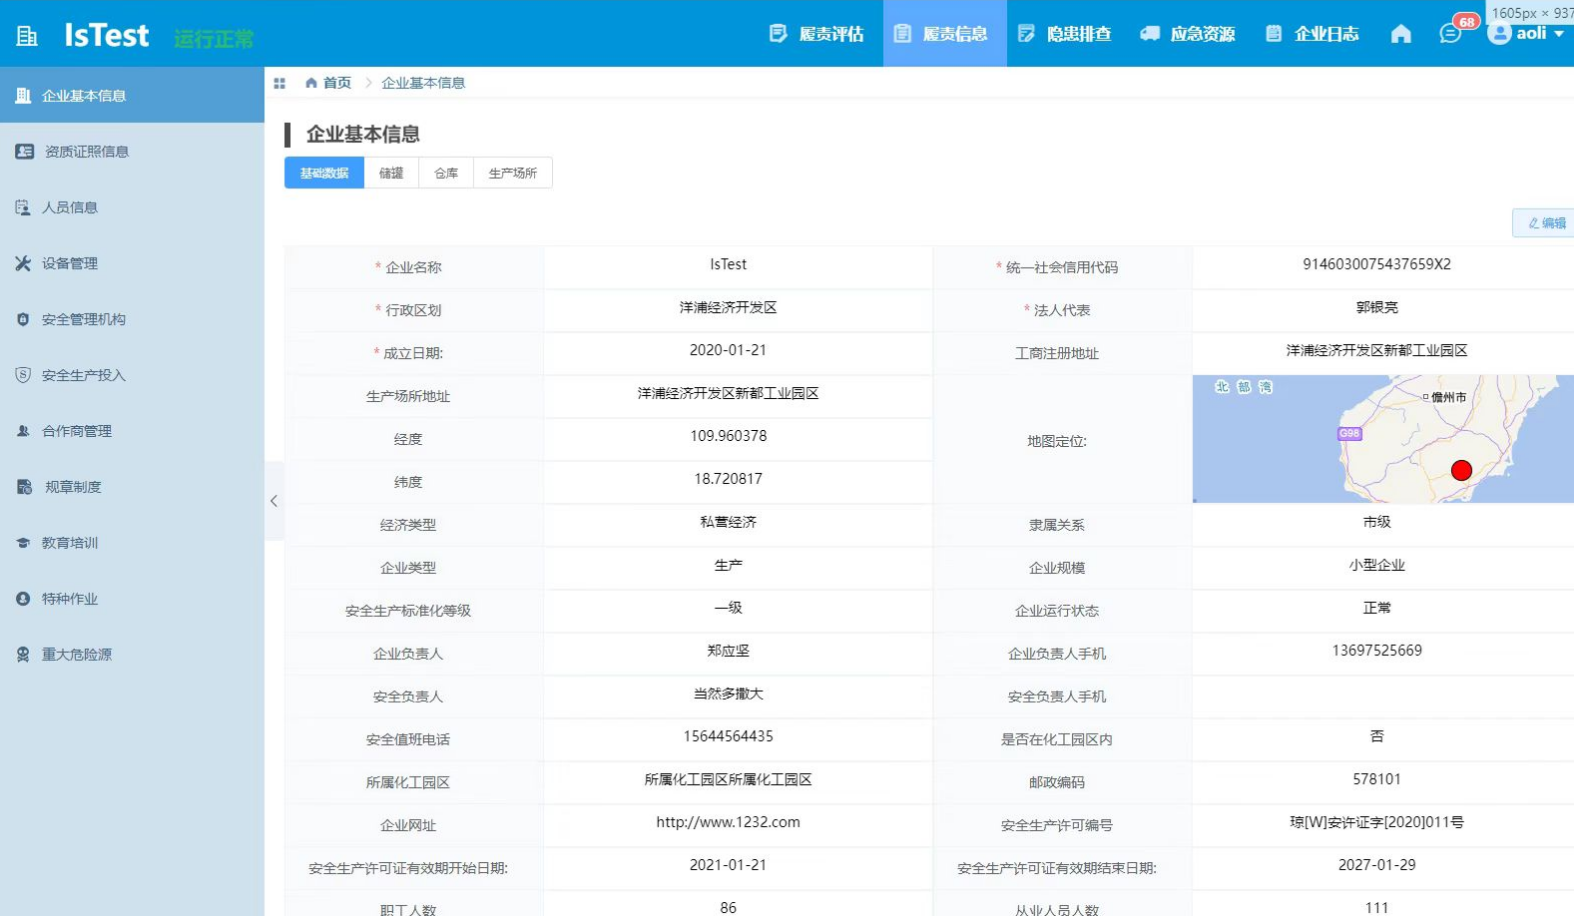 IsTest 运行正常
履责评估 履责信息 隐患排查 应急资源 企业日志 68 aoli
1605px × 937
企业基本信息
资质证照信息
人员信息
设备管理
安全管理机构
安全生产投入
合作商管理
规章制度
教育培训
特种作业
重大危险源
首页 > 企业基本信息
企业基本信息
基础数据 储罐 仓库 生产场所
编辑
* 企业名称 IsTest * 统一社会信用代码 9146030075437659X2
* 行政区划 洋浦经济开发区 * 法人代表 郭银亮
* 成立日期: 2020-01-21 工商注册地址 洋浦经济开发区新都工业园区
生产场所地址 洋浦经济开发区新都工业园区
经度 109.960378
纬度 18.720817
地图定位:
北部湾
儋州市
G98
经济类型 私营经济 隶属关系 市级
企业类型 生产 企业规模 小型企业
安全生产标准化等级 一级 企业运行状态 正常
企业负责人 郑应坚 企业负责人手机 13697525669
安全负责人 当然多撒大 安全负责人手机
安全值班电话 15644564435 是否在化工园区内 否
所属化工园区 所属化工园区所属化工园区 邮政编码 578101
企业网址 http://www.1232.com 安全生产许可编号 琼[W]安许证字[2020]011号
安全生产许可证有效期开始日期: 2021-01-21 安全生产许可证有效期结束日期: 2027-01-29
职工人数 86 从业人员人数 111